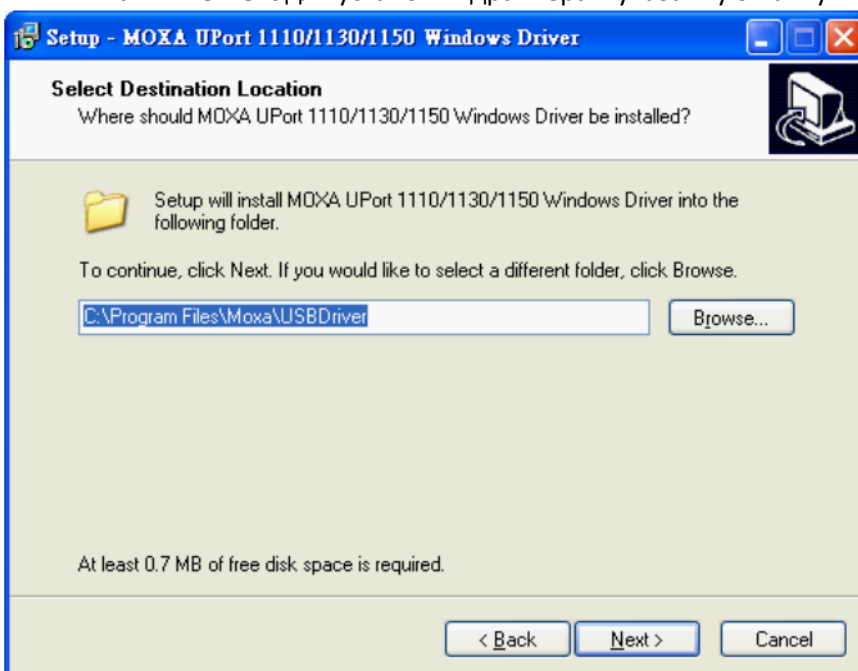 Setup - MOXA UPort 1110/1130/1150 Windows Driver
Select Destination Location
Where should MOXA UPort 1110/1130/1150 Windows Driver be installed?
Setup will install MOXA UPort 1110/1130/1150 Windows Driver into the
following folder.
To continue, click Next. If you would like to select a different folder, click Browse.
C:\Program Files\Moxa\USBDriver
Browse...
At least 0.7 MB of free disk space is required.
< Back
Next >
Cancel